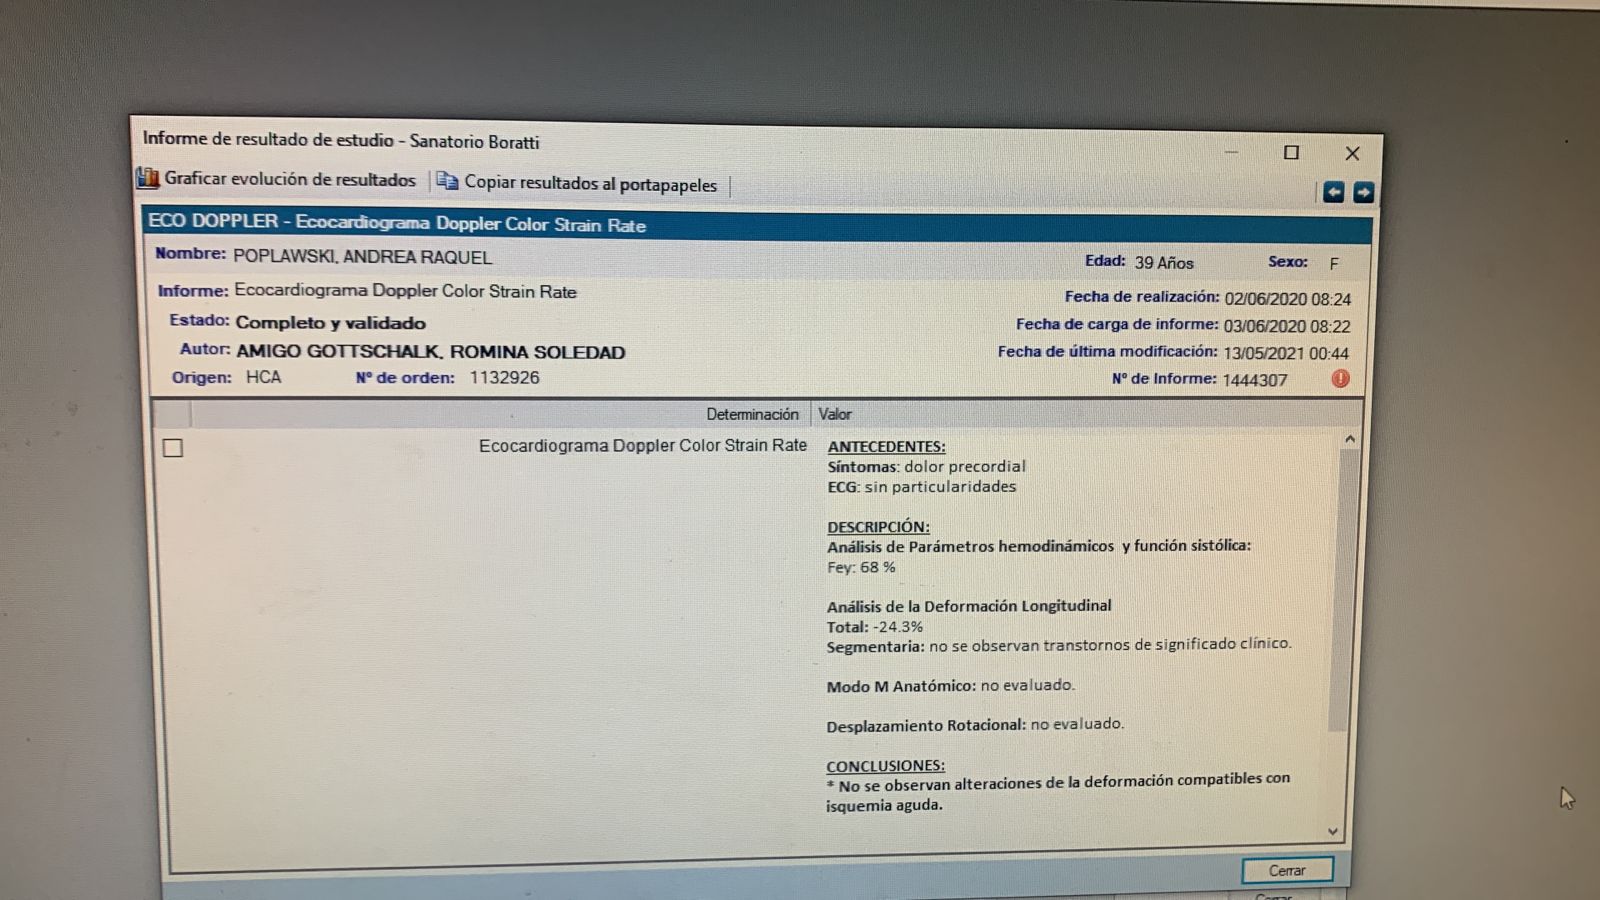 Informe de resultado de estudio - Sanatorio Boratti
Graficar evolución de resultados
Copiar resultados al portapapeles
ECO DOPPLER - Ecocardiograma Doppler Color Strain Rate
Nombre: POPLAWSKI, ANDREA RAQUEL Edad: 39 Años Sexo: F
Informe: Ecocardiograma Doppler Color Strain Rate Fecha de realización: 02/06/2020 08:24
Estado: Completo y validado Fecha de carga de informe: 03/06/2020 08:22
Autor: AMIGO GOTTSCHALK, ROMINA SOLEDAD Fecha de última modificación: 13/05/2021 00:44
Origen: HCA Nº de orden: 1132926 Nº de Informe: 1444307
Determinación Valor
Ecocardiograma Doppler Color Strain Rate ANTECEDENTES:
Síntomas: dolor precordial
ECG: sin particularidades
DESCRIPCIÓN:
Análisis de Parámetros hemodinámicos y función sistólica:
Fey: 68 %
Análisis de la Deformación Longitudinal
Total: -24.3%
Segmentaria: no se observan transtornos de significado clínico.
Modo M Anatómico: no evaluado.
Desplazamiento Rotacional: no evaluado.
CONCLUSIONES:
* No se observan alteraciones de la deformación compatibles con
isquemia aguda.
Cerrar